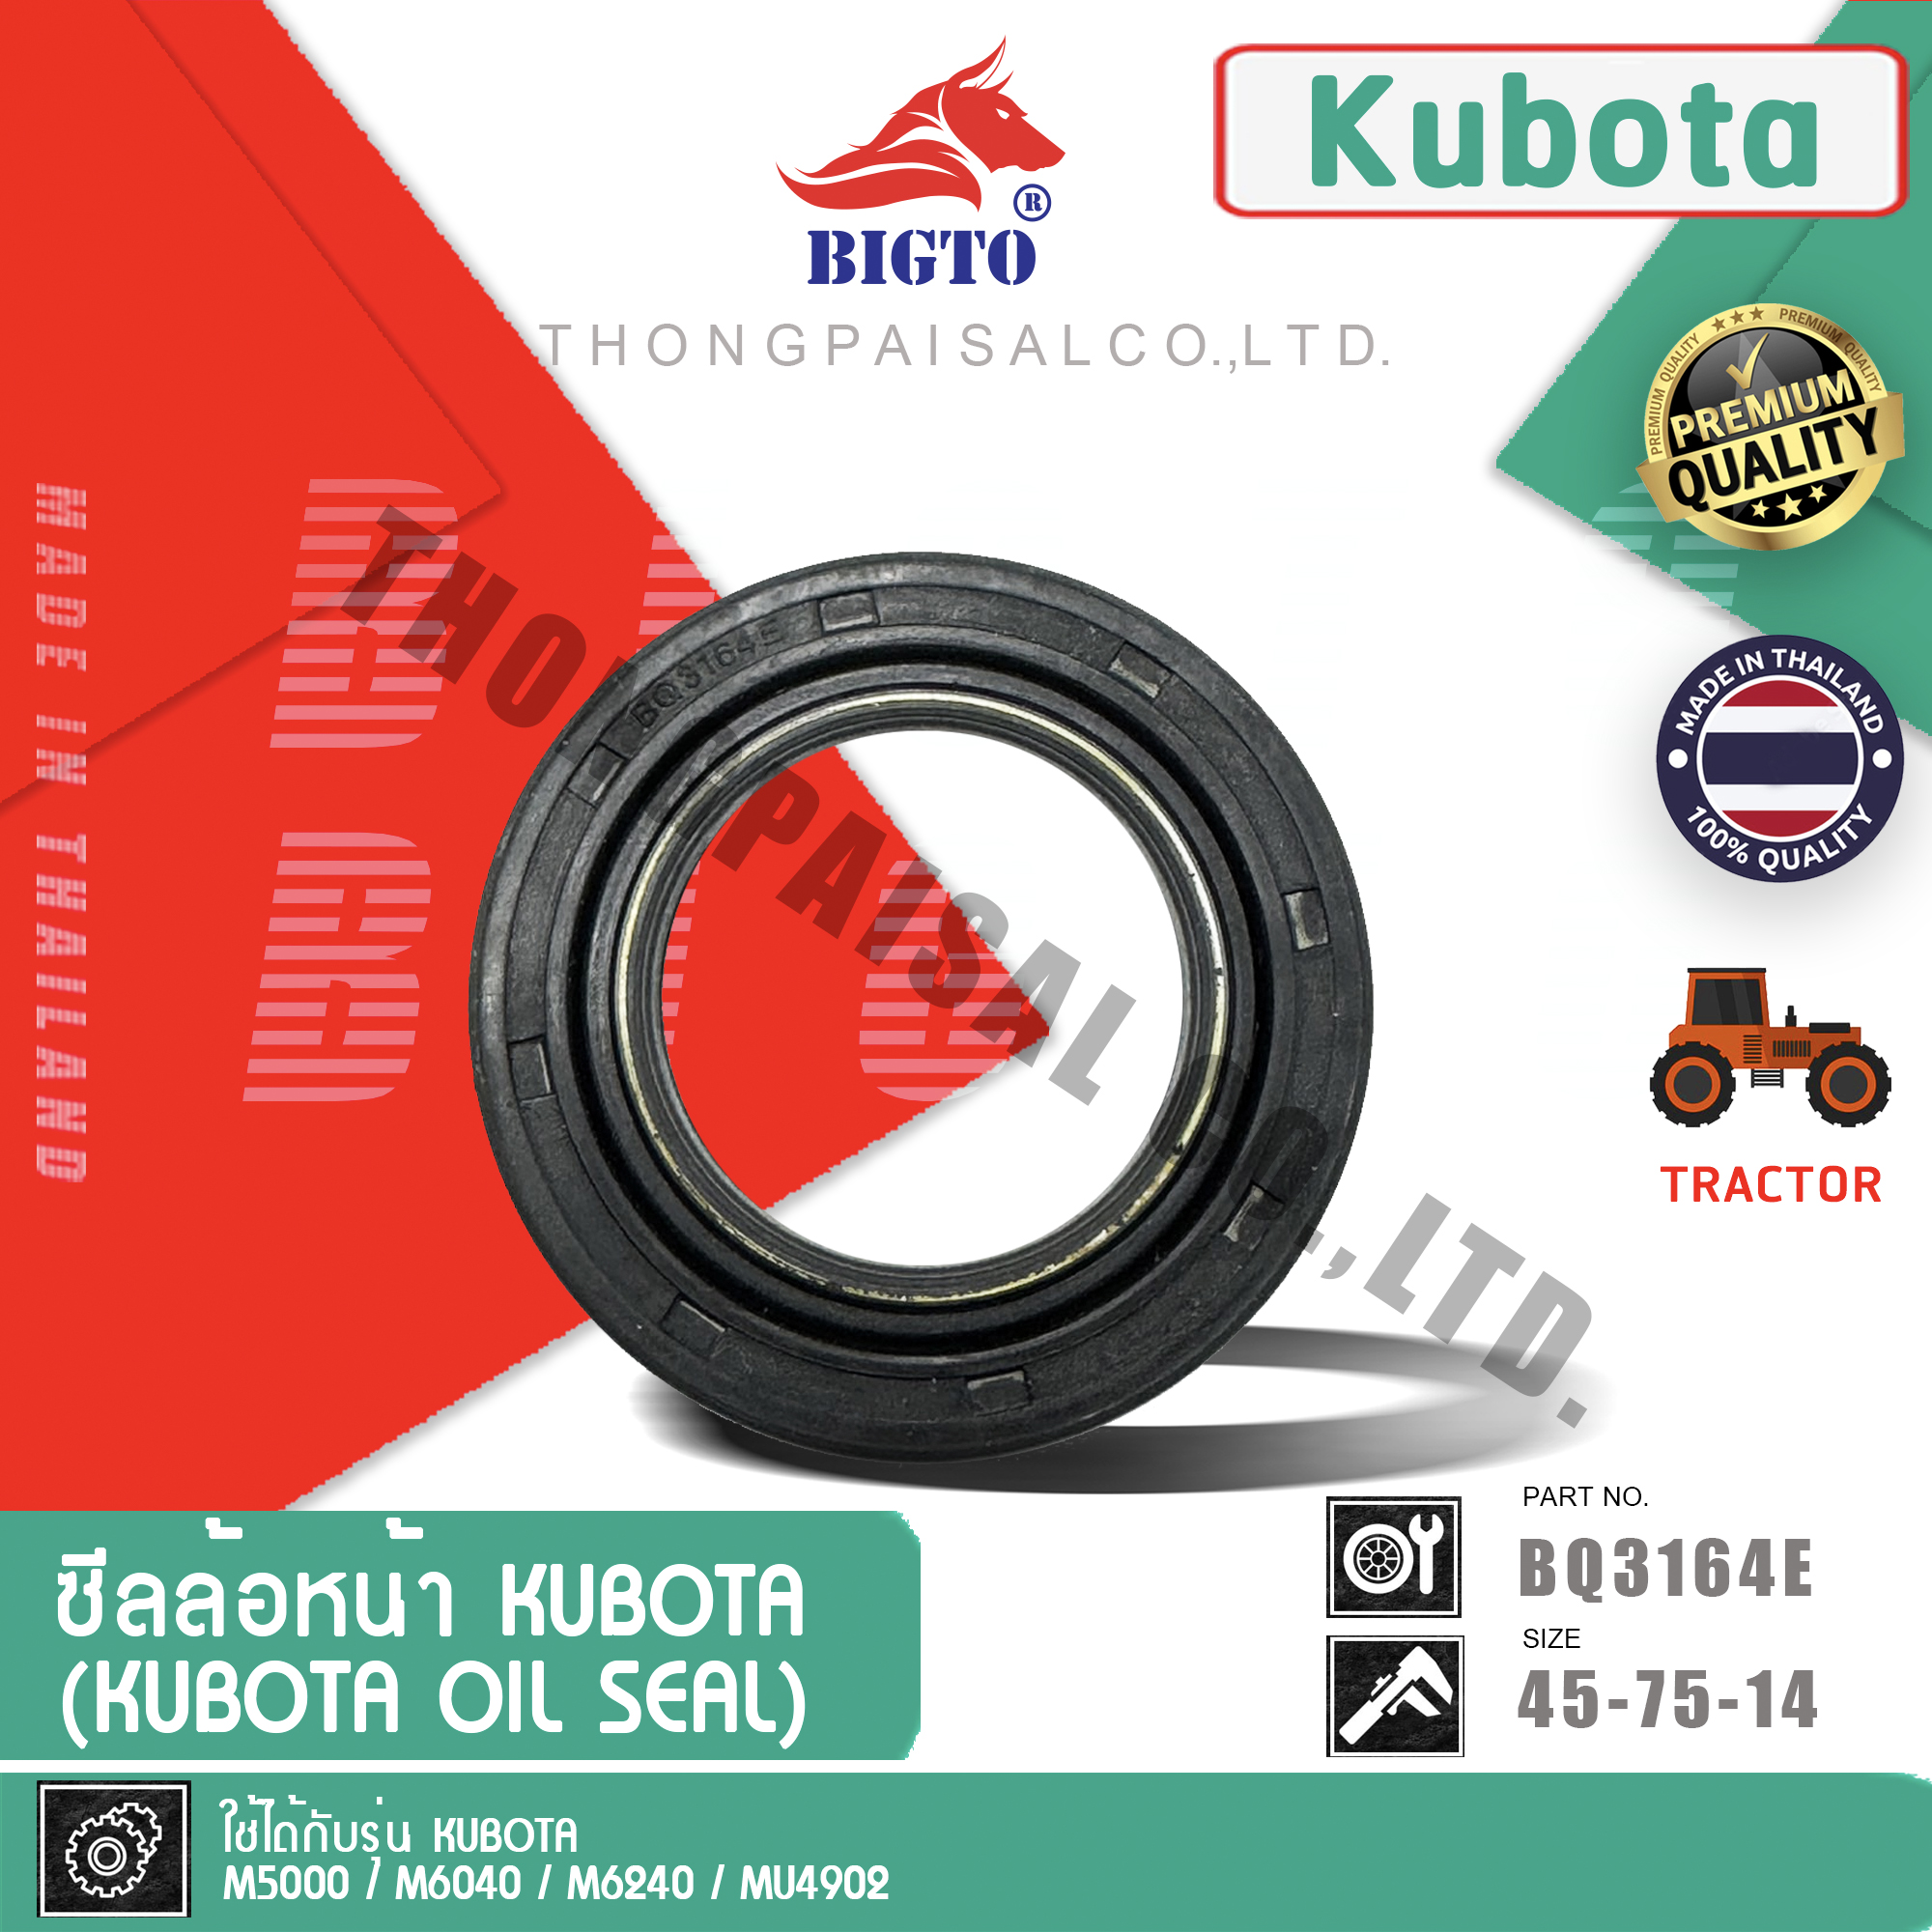 Kubota
®
BIGTO
THONGPAISALCO.,LTD.
PREMIUM QUALITY ★★★ PREMIUM QUALITY
PREMIUM
QUALITY
MADE IN THAILAND
MADE IN THAILAND
100% QUALITY
BQ3164E
THONGPAISAL CO.,LTD.
TRACTOR
PART NO.
BQ3164E
SIZE
45-75-14
ซีลล้อหน้า KUBOTA
(KUBOTA OIL SEAL)
ใช้ได้กับรุ่น KUBOTA
M5000 / M6040 / M6240 / MU4902